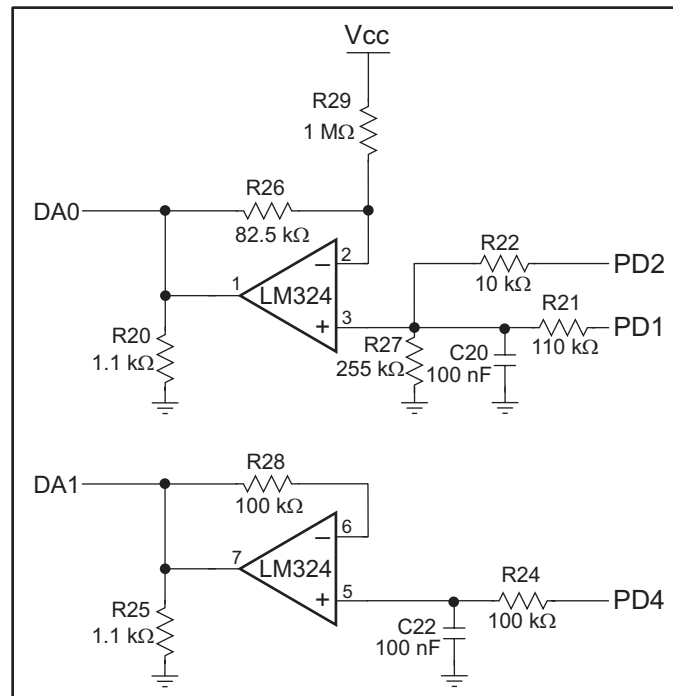 Vcc
R29
1 MΩ
R26
DA0
82.5 kΩ
2
R22
PD2
–
10 kΩ
1
LM324
R21
3
PD1
+
R20
1.1 kΩ
R27
255 kΩ
C20
100 nF
110 kΩ
R28
DA1
100 kΩ
6
–
7
LM324
R24
5
PD4
+
R25
1.1 kΩ
C22
100 nF
100 kΩ